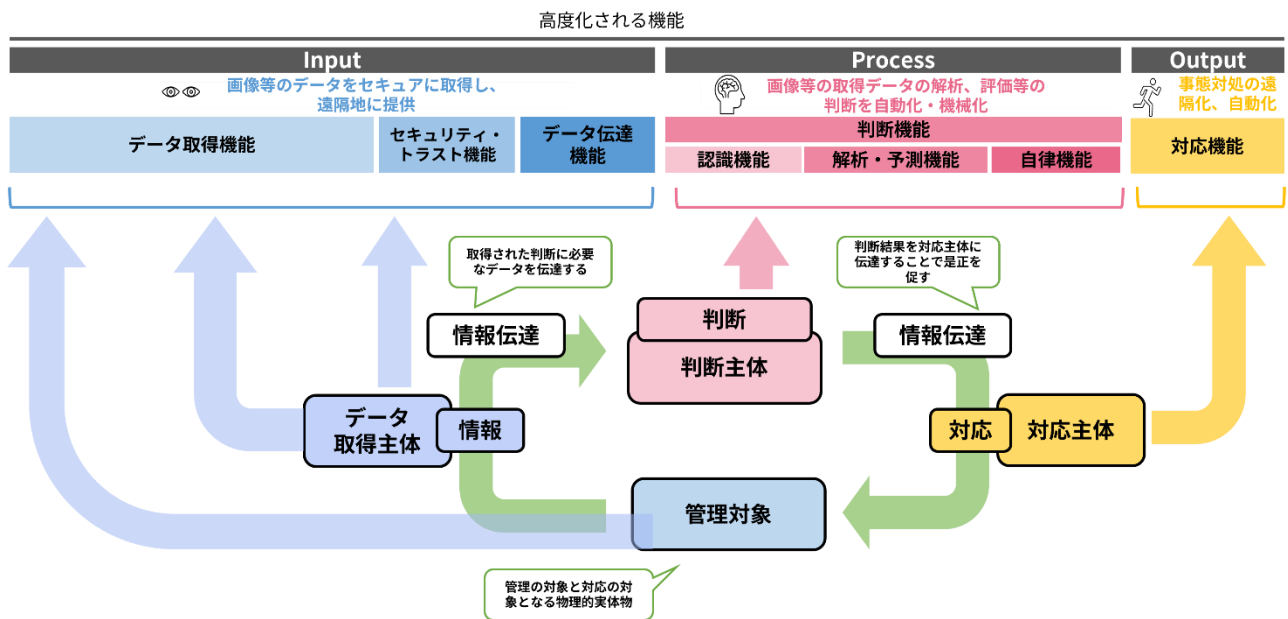 高度化される機能
Input
Process
Output
画像等のデータをセキュアに取得し、
遠隔地に提供
画像等の取得データの解析、評価等の
判断を自動化・機械化
事態対処の遠
隔化、自動化
データ取得機能
セキュリティ・
トラスト機能
データ伝達
機能
判断機能
認識機能
解析・予測機能
自律機能
対応機能
取得された判断に必要
なデータを伝達する
判断結果を対応主体に
伝達することで是正を
促す
情報伝達
判断
判断主体
情報伝達
データ
取得主体
情報
対応
対応主体
管理対象
管理の対象と対応の対
象となる物理的実体物